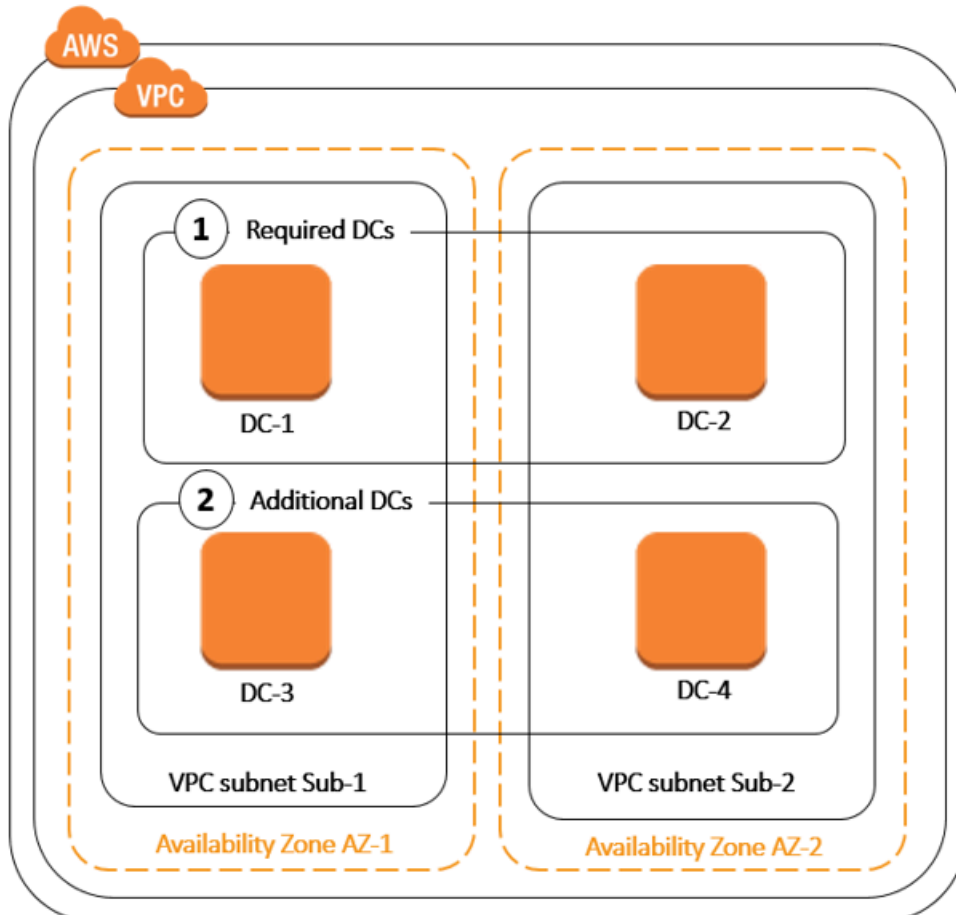 AWS
VPC
1 Required DCs
DC-1
DC-2
2 Additional DCs
DC-3
DC-4
VPC subnet Sub-1
VPC subnet Sub-2
Availability Zone AZ-1
Availability Zone AZ-2